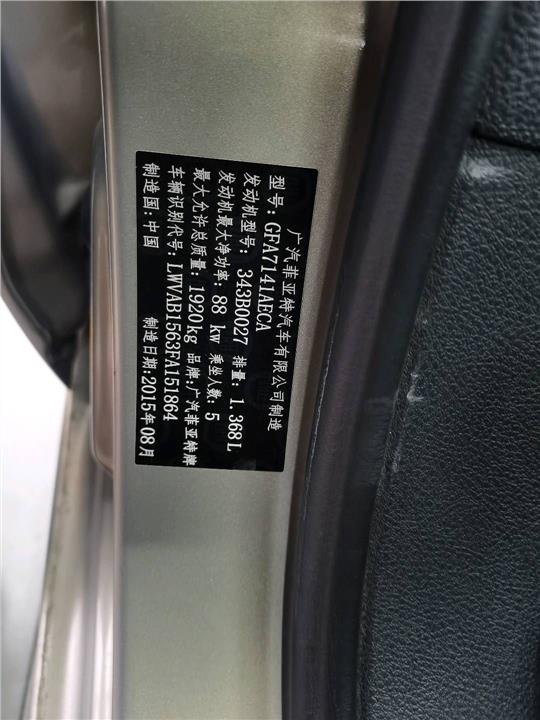 广汽菲亚特汽车有限公司制造
型号: GFA7141AECA
发动机型号: 343B0027 排量: 1.368L
发动机最大净功率: 88 kw 乘坐人数: 5
最大允许总质量: 1920kg 品牌: 广汽菲亚特牌
车辆识别代号: LWVAB1563FA151864
制造国: 中国 制造日期: 2015年08月